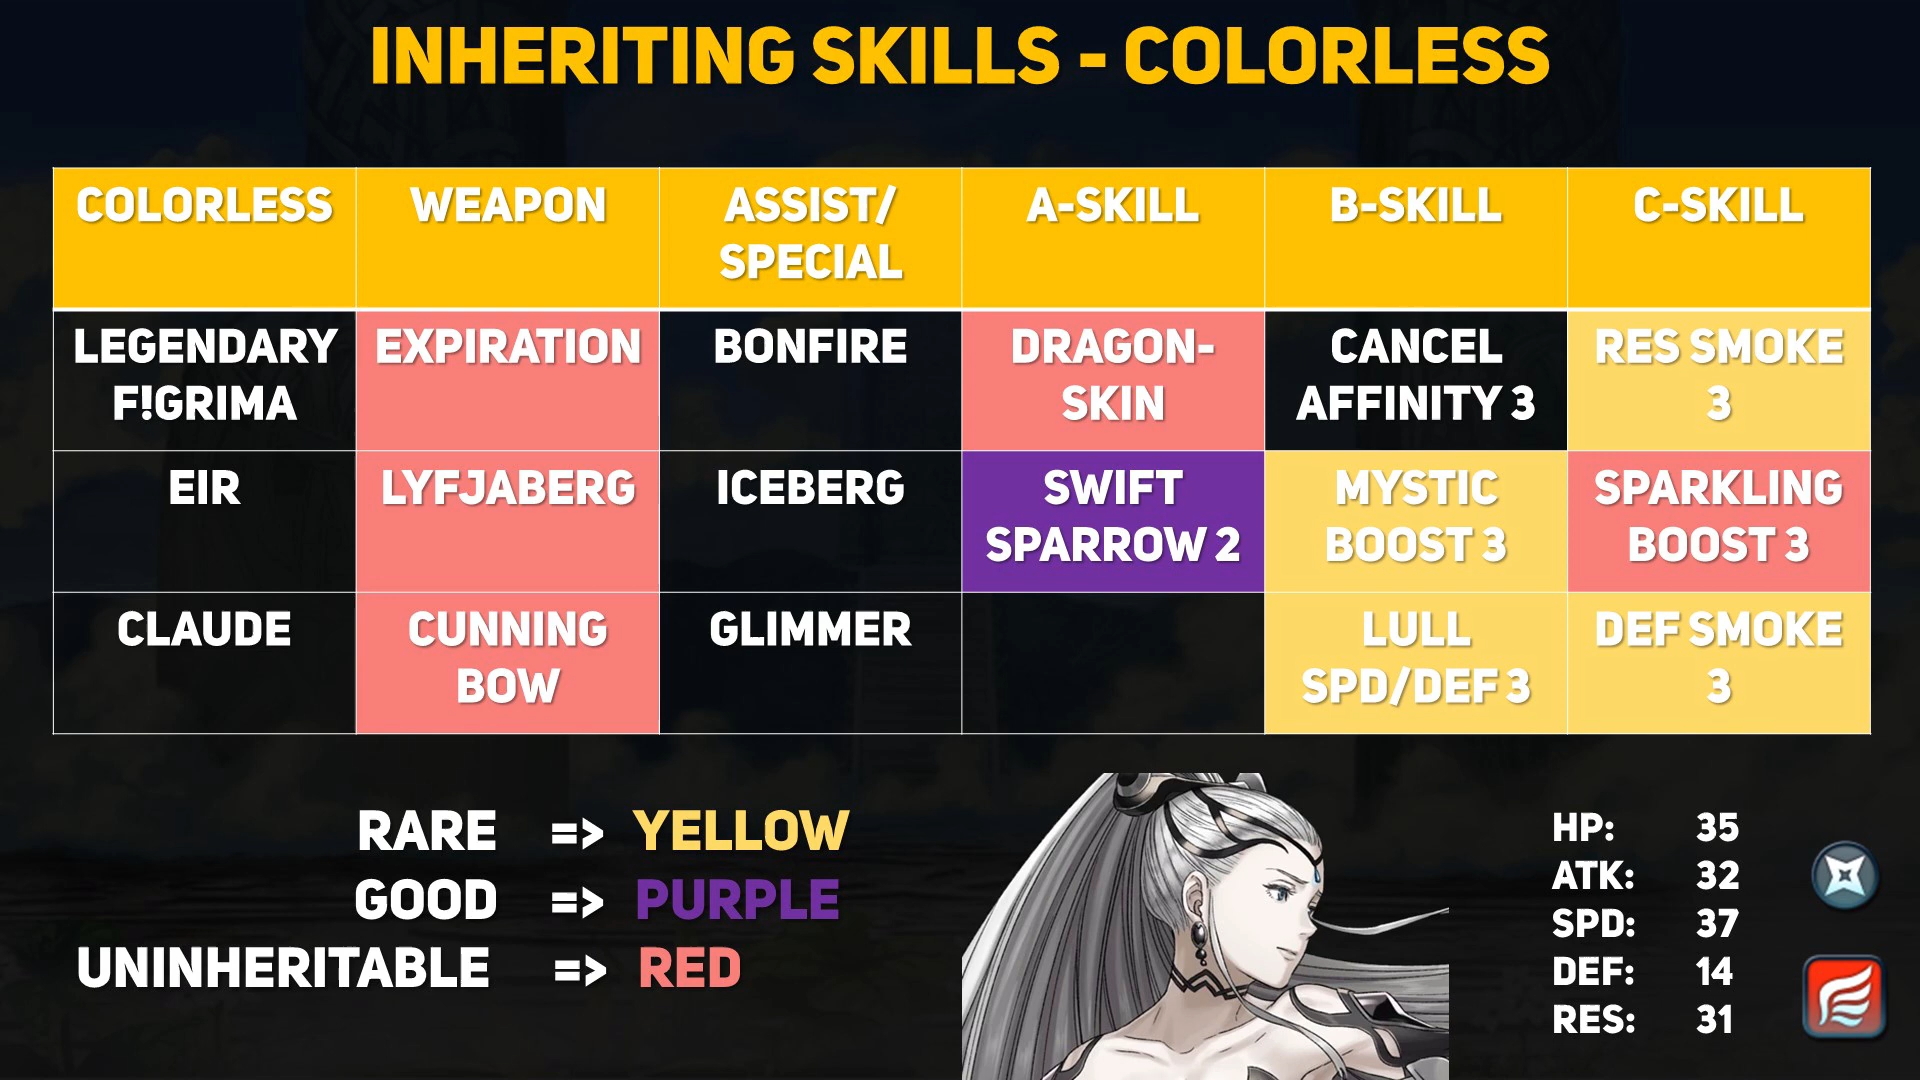 INHERITING SKILLS - COLORLESS
COLORLESS WEAPON ASSIST/ A-SKILL B-SKILL C-SKILL
SPECIAL
LEGENDARY EXPIRATION BONFIRE DRAGON- CANCEL RES SMOKE
F!GRIMA SKIN AFFINITY 3 3
EIR LYFJABERG ICEBERG SWIFT MYSTIC SPARKLING
SPARROW 2 BOOST 3 BOOST 3
CLAUDE CUNNING GLIMMER LULL DEF SMOKE
BOW SPD/DEF 3 3
RARE => YELLOW
GOOD => PURPLE
UNINHERITABLE => RED
HP: 35
ATK: 32
SPD: 37
DEF: 14
RES: 31